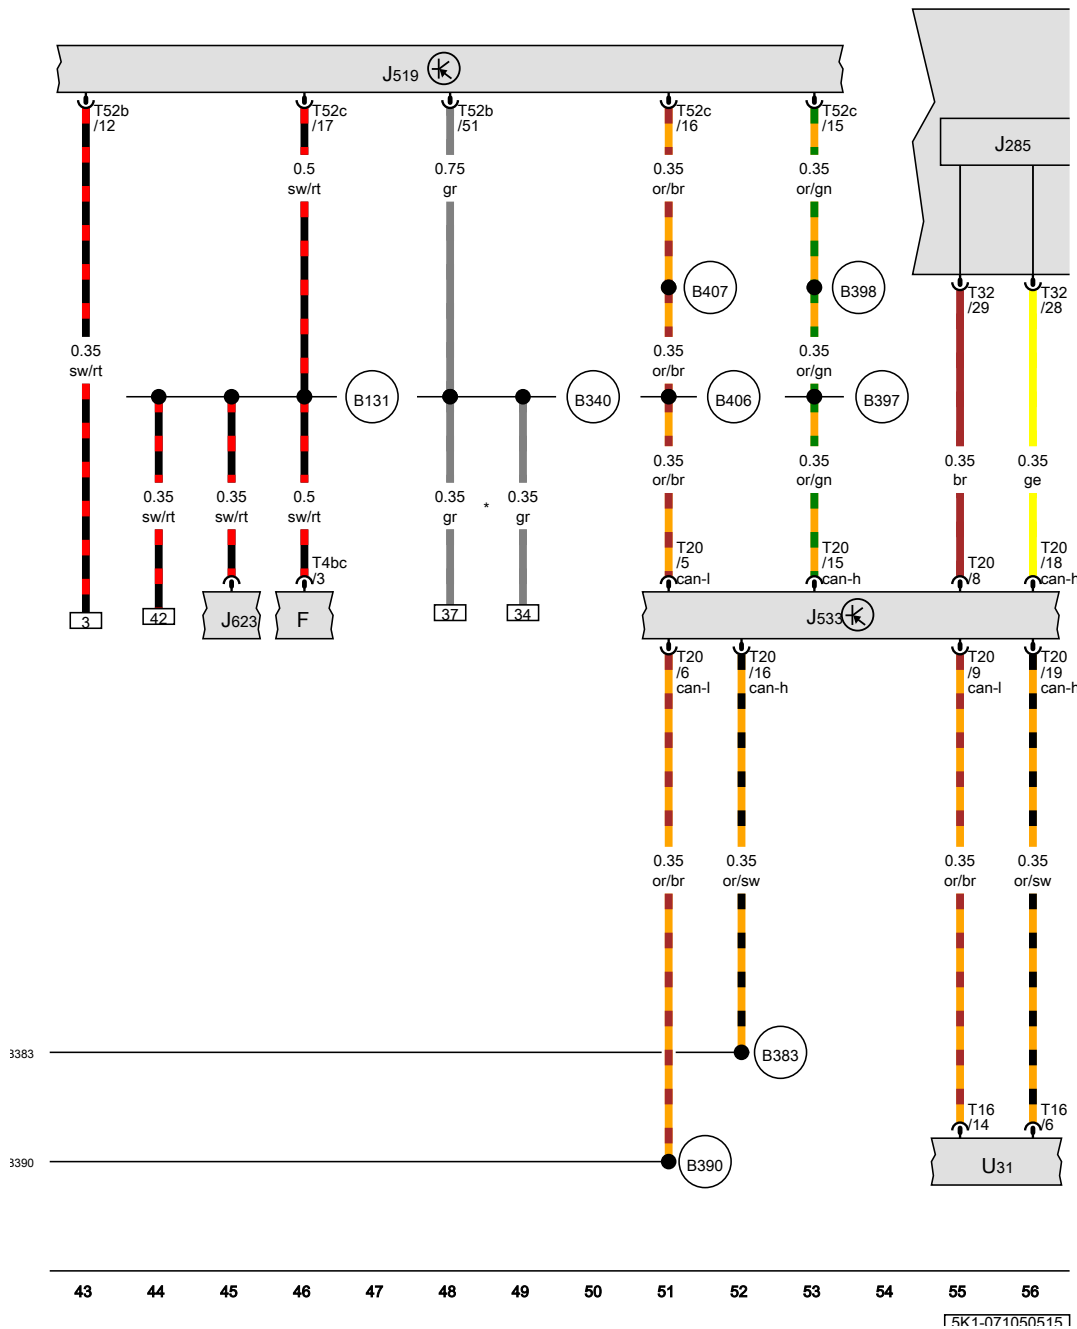 J519
T52b
/12
T52c
/17
T52b
/51
T52c
/16
T52c
/15
J285
0.5
sw/rt
0.75
gr
0.35
or/br
0.35
or/gn
B407
B398
T32
/29
T32
/28
0.35
sw/rt
0.35
or/br
0.35
or/gn
B131
B340
B406
B397
0.35
sw/rt
0.35
sw/rt
0.5
sw/rt
0.35
gr
*
0.35
gr
0.35
or/br
0.35
or/gn
0.35
br
0.35
ge
T4bc
/3
T20
/5
can-l
T20
/15
can-h
T20
/8
T20
/18
can-h
3
42
J623
F
37
34
J533
T20
/6
can-l
T20
/16
can-h
T20
/9
can-l
T20
/19
can-h
0.35
or/br
0.35
or/sw
0.35
or/br
0.35
or/sw
B383
B383
T16
/14
T16
/6
B390
B390
U31
43 44 45 46 47 48 49 50 51 52 53 54 55 56
5K1-071050515